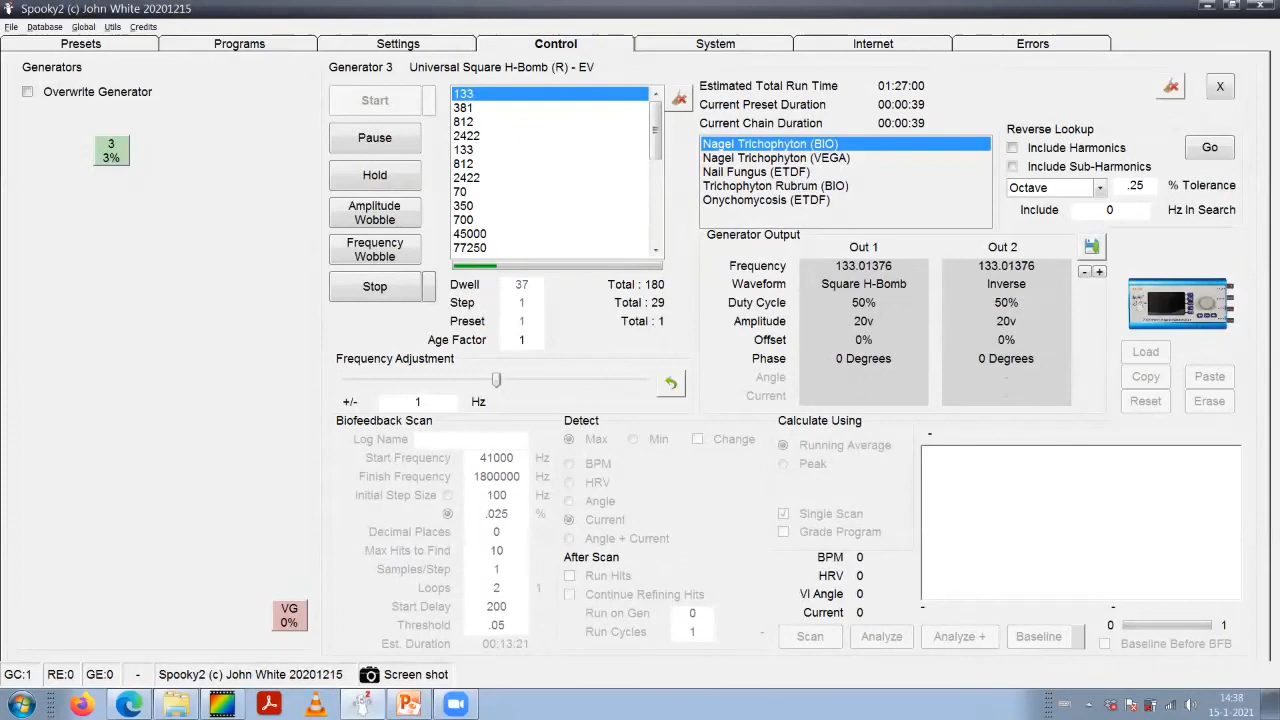 Spooky2 (c) John White 20201215
File Database Global Utils Credits
Presets Programs Settings Control System Internet Errors
Generators
Overwrite Generator
3
3%
VG
0%
Generator 3 Universal Square H-Bomb (R) - EV
Start
Pause
Hold
Amplitude
Wobble
Frequency
Wobble
Stop
133
381
812
2422
133
812
2422
70
350
700
45000
77250
Dwell 37 Total : 180
Step 1 Total : 29
Preset 1 Total : 1
Age Factor 1
Frequency Adjustment
+/- 1 Hz
Estimated Total Run Time 01:27:00
Current Preset Duration 00:00:39
Current Chain Duration 00:00:39
X
Nagel Trichophyton (BIO)
Nagel Trichophyton (VEGA)
Nail Fungus (ETDF)
Trichophyton Rubrum (BIO)
Onychomycosis (ETDF)
Reverse Lookup
Include Harmonics
Go
Include Sub-Harmonics
Octave .25 % Tolerance
Include 0 Hz In Search
Generator Output
Out 1 Out 2
Frequency 133.01376 133.01376
Waveform Square H-Bomb Inverse
Duty Cycle 50% 50%
Amplitude 20v 20v
Offset 0% 0%
Phase 0 Degrees 0 Degrees
Angle - -
Current - -
- +
Load
Copy Paste
Reset Erase
Biofeedback Scan
Log Name
Start Frequency 41000 Hz
Finish Frequency 1800000 Hz
Initial Step Size 100 Hz
.025 %
Decimal Places 0
Max Hits to Find 10
Samples/Step 1
Loops 2 1
Start Delay 200
Threshold .05
Est. Duration 00:13:21
Detect
Max Min Change
BPM
HRV
Angle
Current
Angle + Current
After Scan
Run Hits
Continue Refining Hits
Run on Gen 0
Run Cycles 1 -
Calculate Using
Running Average
Peak
Single Scan
Grade Program
BPM 0
HRV 0
VI Angle 0
Current 0
-
- -
0 1
Scan Analyze Analyze + Baseline
Baseline Before BFB
GC:1 RE:0 GE:0 - Spooky2 (c) John White 20201215 Screen shot
14:38
15-1-2021